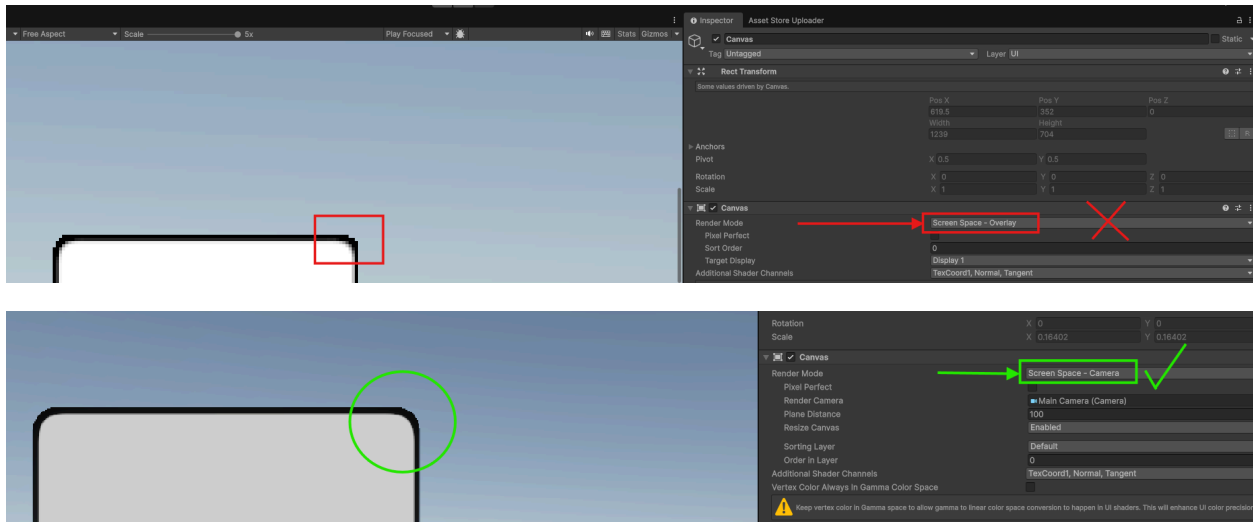 Inspector Asset Store Uploader
Free Aspect Scale 5x Play Focused Stats Gizmos
Canvas Static
Tag Untagged Layer UI
Rect Transform
Some values driven by Canvas.
Pos X Pos Y Pos Z
619.5 352 0
Width Height
1239 704 R
Anchors
Pivot X 0.5 Y 0.5
Rotation X 0 Y 0 Z 0
Scale X 1 Y 1 Z 1
Canvas
Render Mode Screen Space - Overlay
Pixel Perfect
Sort Order 0
Target Display Display 1
Additional Shader Channels TexCoord1, Normal, Tangent
Rotation X 0 Y 0
Scale X 0.16402 Y 0.16402
Canvas
Render Mode Screen Space - Camera
Pixel Perfect
Render Camera Main Camera (Camera)
Plane Distance 100
Resize Canvas Enabled
Sorting Layer Default
Order in Layer 0
Additional Shader Channels TexCoord1, Normal, Tangent
Vertex Color Always In Gamma Color Space
Keep vertex color in Gamma space to allow gamma to linear color space conversion to happen in UI shaders. This will enhance UI color precision